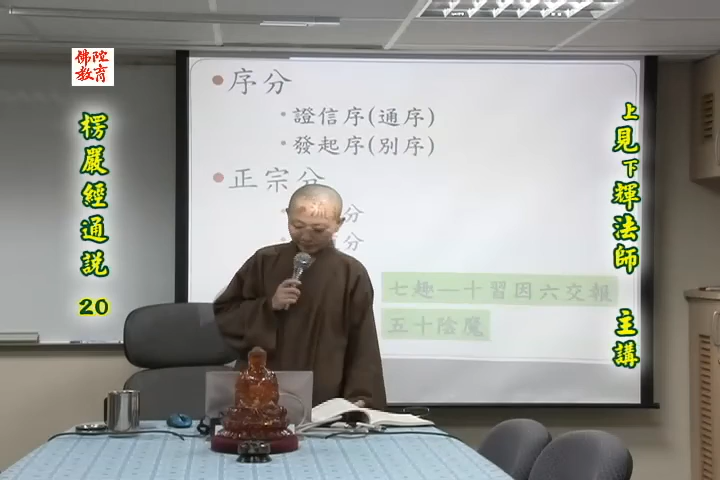 佛陀
教育
楞嚴經通說 20
上見下輝法師 主講
•序分
•證信序(通序)
•發起序(別序)
•正宗分
分
分
七趣—十習因六交報
五十陰魔